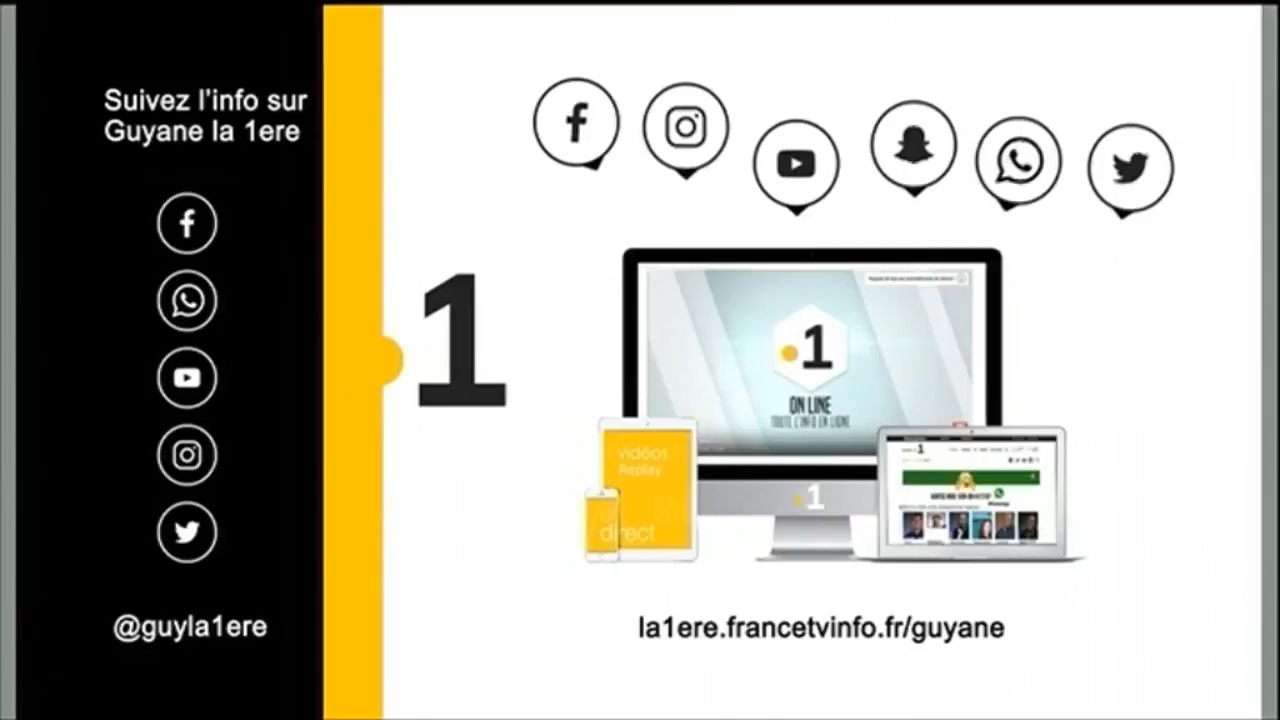 Suivez l'info sur
Guyane la 1ere
@guyla1ere
1
1
ON LINE
TOUTE L'INFO EN LIGNE
vidéos
Replay
direct
1
la1ere.francetvinfo.fr/guyane